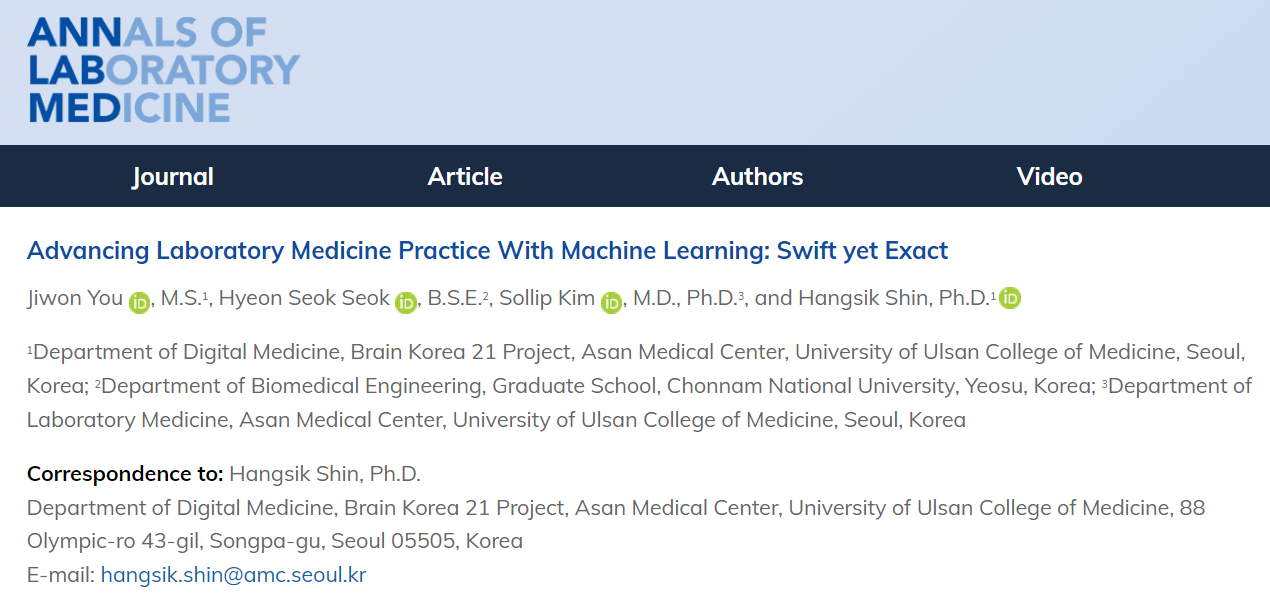 ANNALS OF
LABORATORY
MEDICINE
Journal Article Authors Video
Advancing Laboratory Medicine Practice With Machine Learning: Swift yet Exact
Jiwon You iD, M.S.¹, Hyeon Seok Seok iD, B.S.E.², Sollip Kim iD, M.D., Ph.D.³, and Hangsik Shin, Ph.D.¹ iD
¹Department of Digital Medicine, Brain Korea 21 Project, Asan Medical Center, University of Ulsan College of Medicine, Seoul,
Korea; ²Department of Biomedical Engineering, Graduate School, Chonnam National University, Yeosu, Korea; ³Department of
Laboratory Medicine, Asan Medical Center, University of Ulsan College of Medicine, Seoul, Korea
Correspondence to: Hangsik Shin, Ph.D.
Department of Digital Medicine, Brain Korea 21 Project, Asan Medical Center, University of Ulsan College of Medicine, 88
Olympic-ro 43-gil, Songpa-gu, Seoul 05505, Korea
E-mail: hangsik.shin@amc.seoul.kr